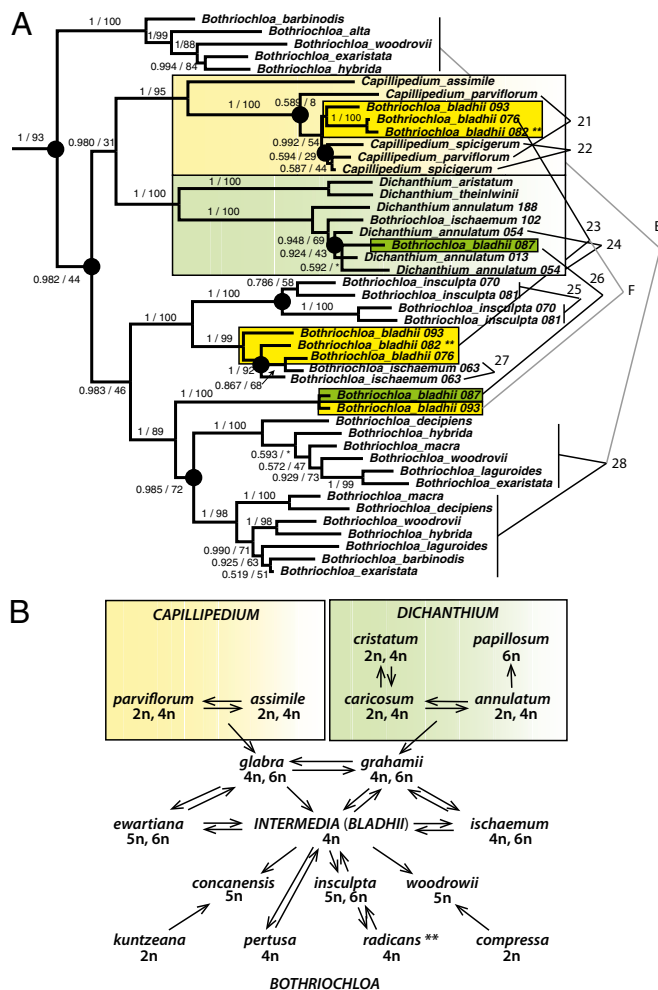 A
Bothriochloa_barbinodis
1 / 100
Bothriochloa_alta
1/99
Bothriochloa_woodrovii
1/88
Bothriochloa_exaristata
0.994 / 84
Bothriochloa_hybrida
Capillipedium_assimile
1 / 95
Capillipedium_parviflorum
0.589 / 8
1 / 100
Bothriochloa_bladhii 093
1 / 100
Bothriochloa_bladhii 076
21
Bothriochloa_bladhii 082 **
1 / 93
0.980 / 31
0.992 / 54
Capillipedium_spicigerum
22
0.594 / 29
Capillipedium_parviflorum
0.587 / 44
Capillipedium_spicigerum
1 / 100
Dichanthium_aristatum
Dichanthium_theinlwinii
1 / 100
Dichanthium_annulatum 188
E
Bothriochloa_ischaemum 102
23
0.948 / 69
Dichanthium_annulatum_054
24
0.924 / 43
Bothriochloa_bladhii 087
Dichanthium_annulatum 013
0.592 / *
Dichanthium_annulatum 054
26
0.982 / 44
0.786 / 58
Bothriochloa_insculpta 070
25
F
1 / 100
Bothriochloa_insculpta 081
1 / 100
Bothriochloa_insculpta 070
1 / 100
Bothriochloa_insculpta 081
Bothriochloa_bladhii 093
1 / 99
Bothriochloa_bladhii 082 **
Bothriochloa_bladhii 076
27
1 / 92
Bothriochloa_ischaemum 063
0.867 / 68
Bothriochloa_ischaemum 063
0.983 / 46
1 / 100
Bothriochloa_bladhii 087
Bothriochloa_bladhii 093
Bothriochloa_decipiens
1 / 89
Bothriochloa_hybrida
0.593 / *
Bothriochloa_macra
0.572 / 47
Bothriochloa_woodrovii
28
0.929 / 73
Bothriochloa_laguroides
1 / 99
Bothriochloa_exaristata
0.985 / 72
Bothriochloa_macra
1 / 100
Bothriochloa_decipiens
1 / 98
1 / 98
Bothriochloa_woodrovii
Bothriochloa_hybrida
0.990 / 71
Bothriochloa_laguroides
0.925 / 63
Bothriochloa_barbinodis
0.519 / 51
Bothriochloa_exaristata
B
CAPILLIPEDIUM
DICHANTHIUM
cristatum
papillosum
2n, 4n
6n
parviflorum
assimile
caricosum
annulatum
2n, 4n
2n, 4n
2n, 4n
2n, 4n
glabra
grahamii
4n, 6n
4n, 6n
ewartiana
INTERMEDIA (BLADHII)
ischaemum
5n, 6n
4n
4n, 6n
concanensis
insculpta
woodrowii
5n
5n, 6n
5n
kuntzeana
pertusa
radicans **
compressa
2n
4n
4n
2n
BOTHRIOCHLOA